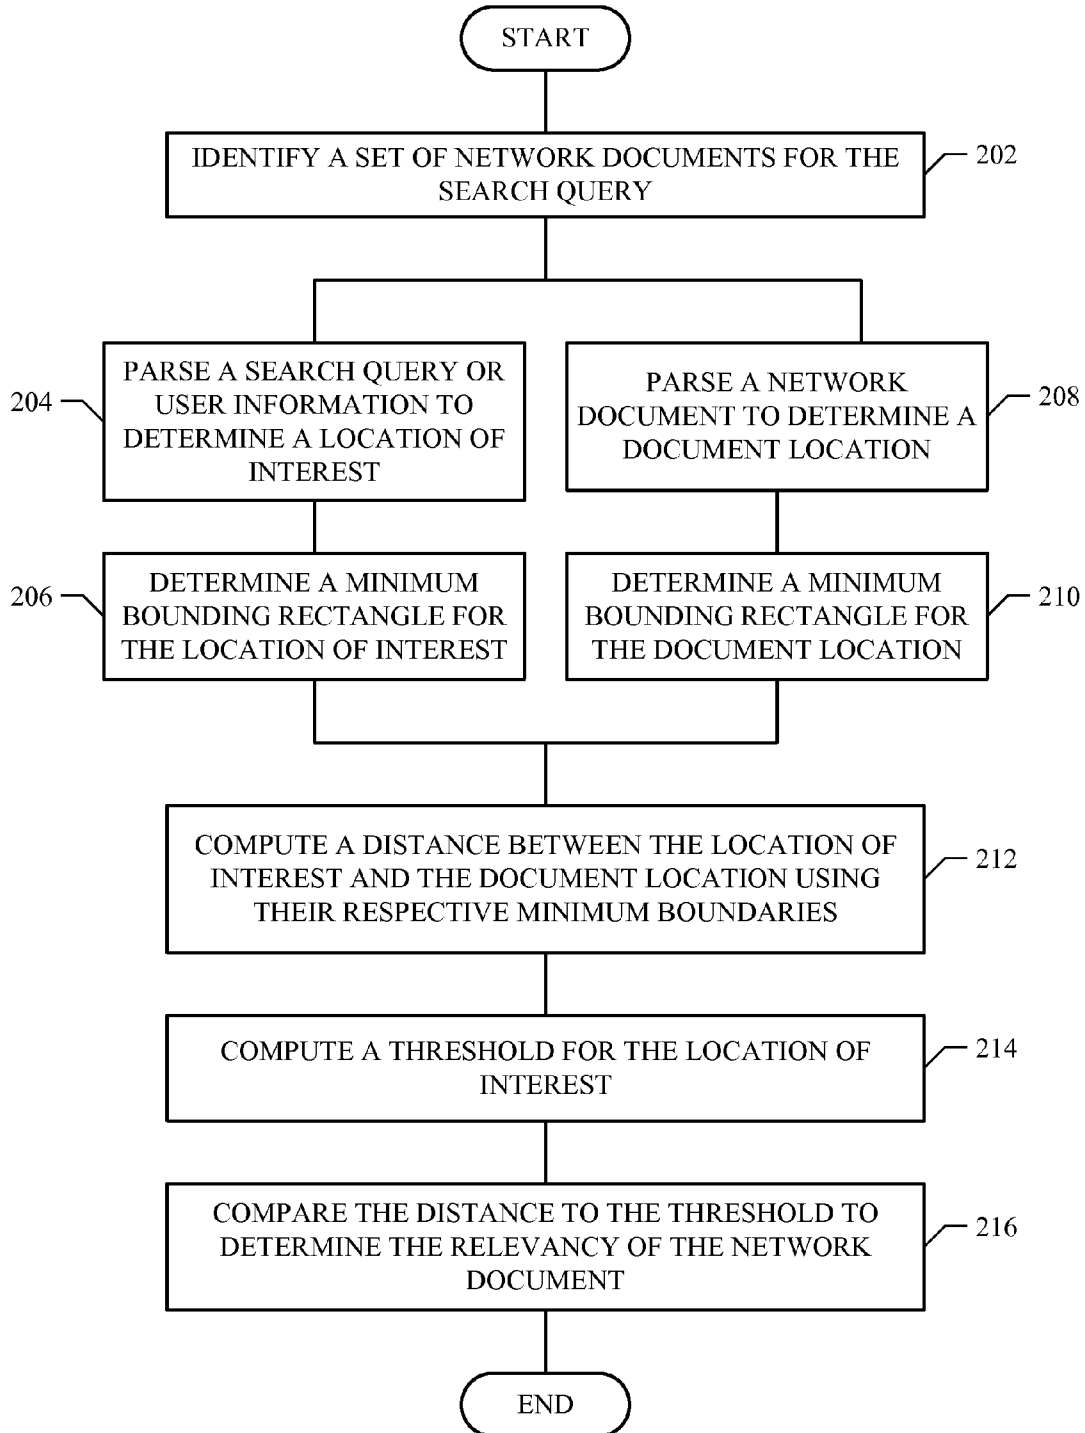 START
IDENTIFY A SET OF NETWORK DOCUMENTS FOR THE
SEARCH QUERY
202
204
PARSE A SEARCH QUERY OR
USER INFORMATION TO
DETERMINE A LOCATION OF
INTEREST
PARSE A NETWORK
DOCUMENT TO DETERMINE A
DOCUMENT LOCATION
208
206
DETERMINE A MINIMUM
BOUNDING RECTANGLE FOR
THE LOCATION OF INTEREST
DETERMINE A MINIMUM
BOUNDING RECTANGLE FOR
THE DOCUMENT LOCATION
210
COMPUTE A DISTANCE BETWEEN THE LOCATION OF
INTEREST AND THE DOCUMENT LOCATION USING
THEIR RESPECTIVE MINIMUM BOUNDARIES
212
COMPUTE A THRESHOLD FOR THE LOCATION OF
INTEREST
214
COMPARE THE DISTANCE TO THE THRESHOLD TO
DETERMINE THE RELEVANCY OF THE NETWORK
DOCUMENT
216
END